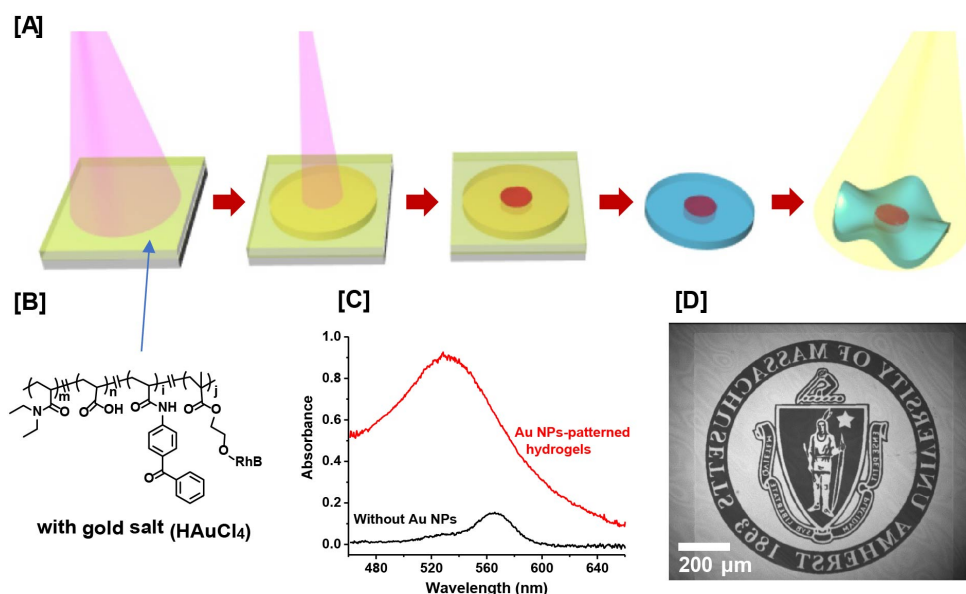 [A]
[B]
m
n
i
j
N
O
O
OH
O
NH
O
O
O
O
RhB
with gold salt (HAuCl4)
[C]
1.0
0.8
0.6
0.4
0.2
0.0
Absorbance
Au NPs-patterned
hydrogels
Without Au NPs
480
520
560
600
640
Wavelength (nm)
[D]
UNIVERSITY OF MASSACHUSETTS
AMHERST 1863
200 µm